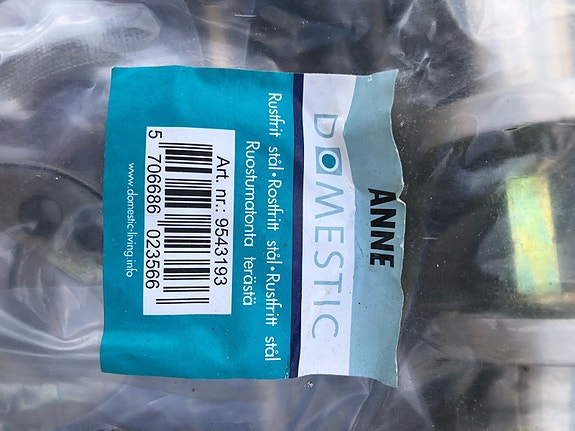 ANNE
DOMESTIC
Rustfrit stål • Rostfritt stål • Rustfritt stål
Ruostumatonta terästä
Art. nr.: 9543193
5 706686 023566
www.domestic-living.info